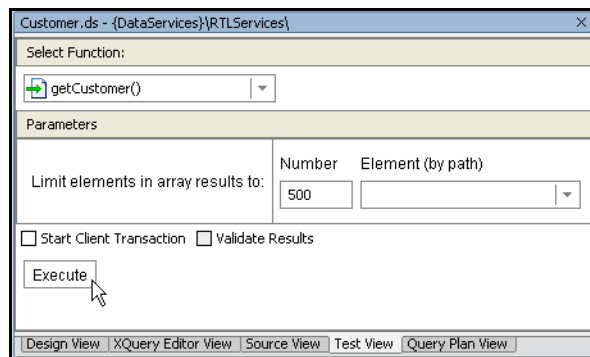 Customer.ds - {DataServices}\RTLServices\
Select Function:
getCustomer()
Parameters
Number Element (by path)
Limit elements in array results to:
500
Start Client Transaction Validate Results
Execute
Design View XQuery Editor View Source View Test View Query Plan View